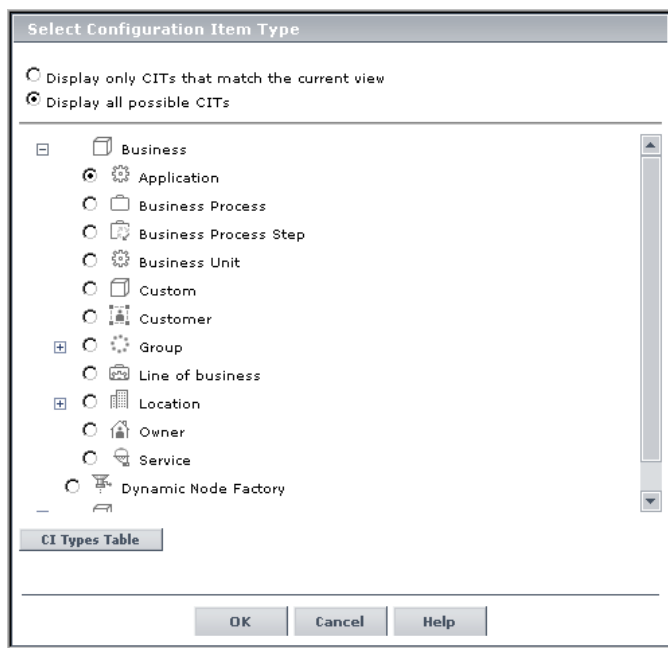 Select Configuration Item Type
Display only CITs that match the current view
Display all possible CITs
Business
Application
Business Process
Business Process Step
Business Unit
Custom
Customer
Group
Line of business
Location
Owner
Service
Dynamic Node Factory
CI Types Table
OK Cancel Help